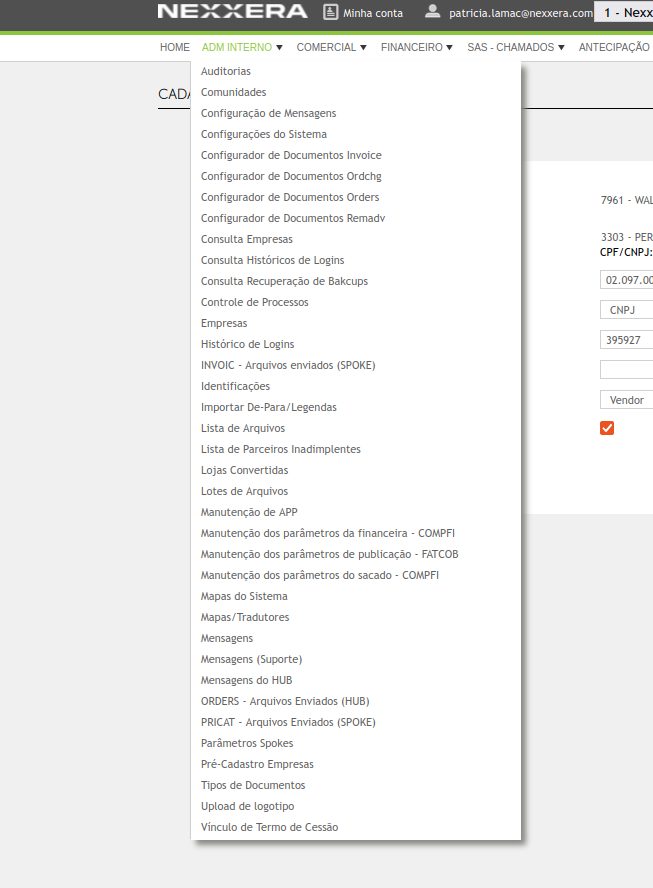 NEXXERA Minha conta patricia.lamac@nexxera.com 1 - Nexx
HOME ADM INTERNO COMERCIAL FINANCEIRO SAS - CHAMADOS ANTECIPAÇÃO
CADA
Auditorias
Comunidades
Configuração de Mensagens
Configurações do Sistema
Configurador de Documentos Invoice
Configurador de Documentos Ordchg
Configurador de Documentos Orders
Configurador de Documentos Remadv
Consulta Empresas
Consulta Históricos de Logins
Consulta Recuperação de Bakcups
Controle de Processos
Empresas
Histórico de Logins
INVOIC - Arquivos enviados (SPOKE)
Identificações
Importar De-Para/Legendas
Lista de Arquivos
Lista de Parceiros Inadimplentes
Lojas Convertidas
Lotes de Arquivos
Manutenção de APP
Manutenção dos parâmetros da financeira - COMPFI
Manutenção dos parâmetros de publicação - FATCOB
Manutenção dos parâmetros do sacado - COMPFI
Mapas do Sistema
Mapas/Tradutores
Mensagens
Mensagens (Suporte)
Mensagens do HUB
ORDERS - Arquivos Enviados (HUB)
PRICAT - Arquivos Enviados (SPOKE)
Parâmetros Spokes
Pré-Cadastro Empresas
Tipos de Documentos
Upload de logotipo
Vínculo de Termo de Cessão
7961 - WAL
3303 - PER
CPF/CNPJ:
02.097.00
CNPJ
395927
Vendor